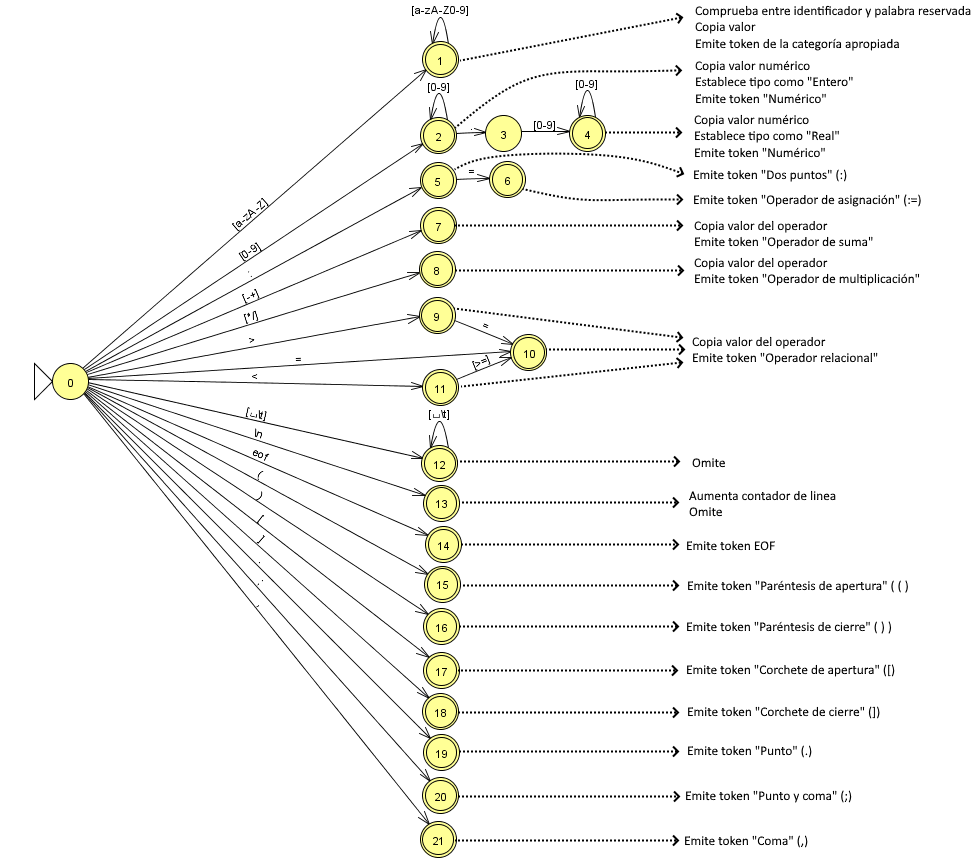 [a-zA-Z0-9]
1
Comprueba entre identificador y palabra reservada
Copia valor
Emite token de la categoría apropiada
[0-9]
2
.
3
[0-9]
[0-9]
4
Copia valor numérico
Establece tipo como "Entero"
Emite token "Numérico"
Copia valor numérico
Establece tipo como "Real"
Emite token "Numérico"
5
=
6
Emite token "Dos puntos" (:)
Emite token "Operador de asignación" (:=)
7
Copia valor del operador
Emite token "Operador de suma"
8
Copia valor del operador
Emite token "Operador de multiplicación"
9
=
10
[>=]
11
Copia valor del operador
Emite token "Operador relacional"
0
[a-zA-Z]
[0-9]
:
[-+]
[*/]
>
=
<
[␣\t]
\n
eof
(
)
[
]
.
;
,
[␣\t]
12
Omite
13
Aumenta contador de linea
Omite
14
Emite token EOF
15
Emite token "Paréntesis de apertura" ( ( )
16
Emite token "Paréntesis de cierre" ( ) )
17
Emite token "Corchete de apertura" ([)
18
Emite token "Corchete de cierre" (])
19
Emite token "Punto" (.)
20
Emite token "Punto y coma" (;)
21
Emite token "Coma" (,)